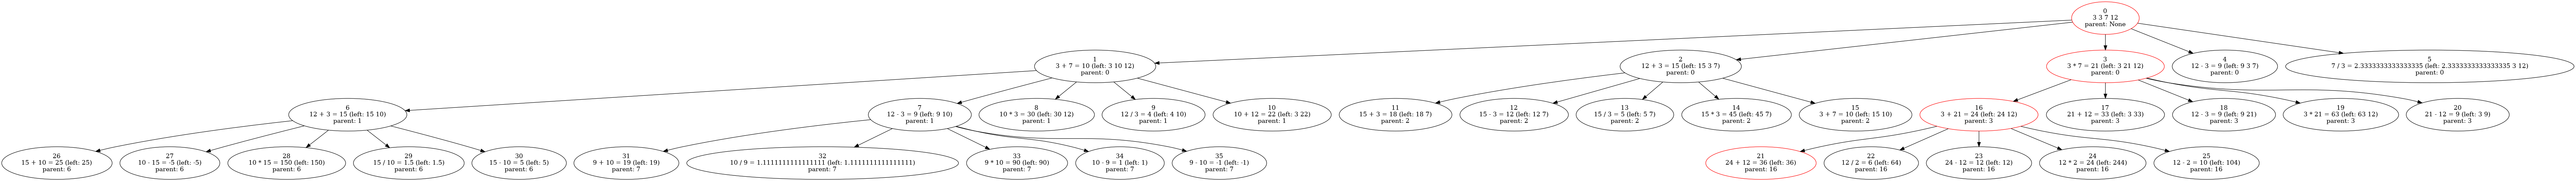 0
3 3 7 12
parent: None
1
3 + 7 = 10 (left: 3 10 12)
parent: 0
2
12 + 3 = 15 (left: 15 3 7)
parent: 0
3
3 * 7 = 21 (left: 3 21 12)
parent: 0
4
12 - 3 = 9 (left: 9 3 7)
parent: 0
5
7 / 3 = 2.3333333333333335 (left: 2.3333333333333335 3 12)
parent: 0
6
12 + 3 = 15 (left: 15 10)
parent: 1
7
12 - 3 = 9 (left: 9 10)
parent: 1
8
10 * 3 = 30 (left: 30 12)
parent: 1
9
12 / 3 = 4 (left: 4 10)
parent: 1
10
10 + 12 = 22 (left: 3 22)
parent: 1
11
15 + 3 = 18 (left: 18 7)
parent: 2
12
15 - 3 = 12 (left: 12 7)
parent: 2
13
15 / 3 = 5 (left: 5 7)
parent: 2
14
15 * 3 = 45 (left: 45 7)
parent: 2
15
3 + 7 = 10 (left: 15 10)
parent: 2
16
3 + 21 = 24 (left: 24 12)
parent: 3
17
21 + 12 = 33 (left: 3 33)
parent: 3
18
12 - 3 = 9 (left: 9 21)
parent: 3
19
3 * 21 = 63 (left: 63 12)
parent: 3
20
21 - 12 = 9 (left: 3 9)
parent: 3
26
15 + 10 = 25 (left: 25)
parent: 6
27
10 - 15 = -5 (left: -5)
parent: 6
28
10 * 15 = 150 (left: 150)
parent: 6
29
15 / 10 = 1.5 (left: 1.5)
parent: 6
30
15 - 10 = 5 (left: 5)
parent: 6
31
9 + 10 = 19 (left: 19)
parent: 7
32
10 / 9 = 1.1111111111111112 (left: 1.1111111111111112)
parent: 7
33
9 * 10 = 90 (left: 90)
parent: 7
34
10 - 9 = 1 (left: 1)
parent: 7
35
9 - 10 = -1 (left: -1)
parent: 7
21
24 + 12 = 36 (left: 36)
parent: 16
22
12 / 2 = 6 (left: 64)
parent: 16
23
24 - 12 = 12 (left: 12)
parent: 16
24
12 * 2 = 24 (left: 244)
parent: 16
25
12 - 2 = 10 (left: 104)
parent: 16